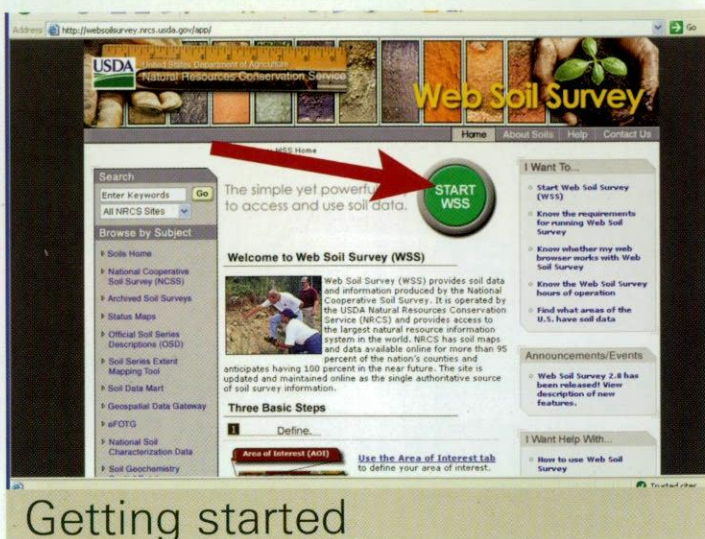 Address http://websoilsurvey.nrcs.usda.gov/app/ Go
USDA United States Department of Agriculture
Natural Resources Conservation Service
Web Soil Survey
Home About Soils Help Contact Us
WSS Home
Search
Enter Keywords Go
All NRCS Sites
Browse by Subject
Soils Home
National Cooperative
Soil Survey (NCSS)
Archived Soil Surveys
Status Maps
Official Soil Series
Descriptions (OSD)
Soil Series Extent
Mapping Tool
Soil Data Mart
Geospatial Data Gateway
eFOTG
National Soil
Characterization Data
Soil Geochemistry
The simple yet powerful
to access and use soil data.
START
WSS
Welcome to Web Soil Survey (WSS)
Web Soil Survey (WSS) provides soil data
and information produced by the National
Cooperative Soil Survey. It is operated by
the USDA Natural Resources Conservation
Service (NRCS) and provides access to
the largest natural resource information
system in the world. NRCS has soil maps
and data available online for more than 95
percent of the nation's counties and
anticipates having 100 percent in the near future. The site is
updated and maintained online as the single authoritative source
of soil survey information.
Three Basic Steps
1 Define.
Area of Interest (AOI)
Use the Area of Interest tab
to define your area of interest.
I Want To...
Start Web Soil Survey
(WSS)
Know the requirements
for running Web Soil
Survey
Know whether my web
browser works with Web
Soil Survey
Know the Web Soil Survey
hours of operation
Find what areas of the
U.S. have soil data
Announcements/Events
Web Soil Survey 2.0 has
been released! View
description of new
features.
I Want Help With...
How to use Web Soil
Survey
Trusted sites
Getting started